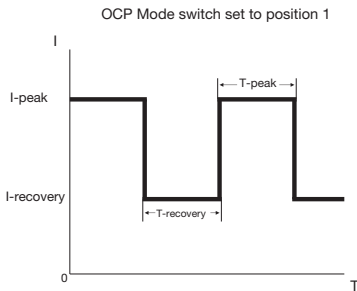 OCP Mode switch set to position 1
I
T-peak
I-peak
I-recovery
T-recovery
0
T